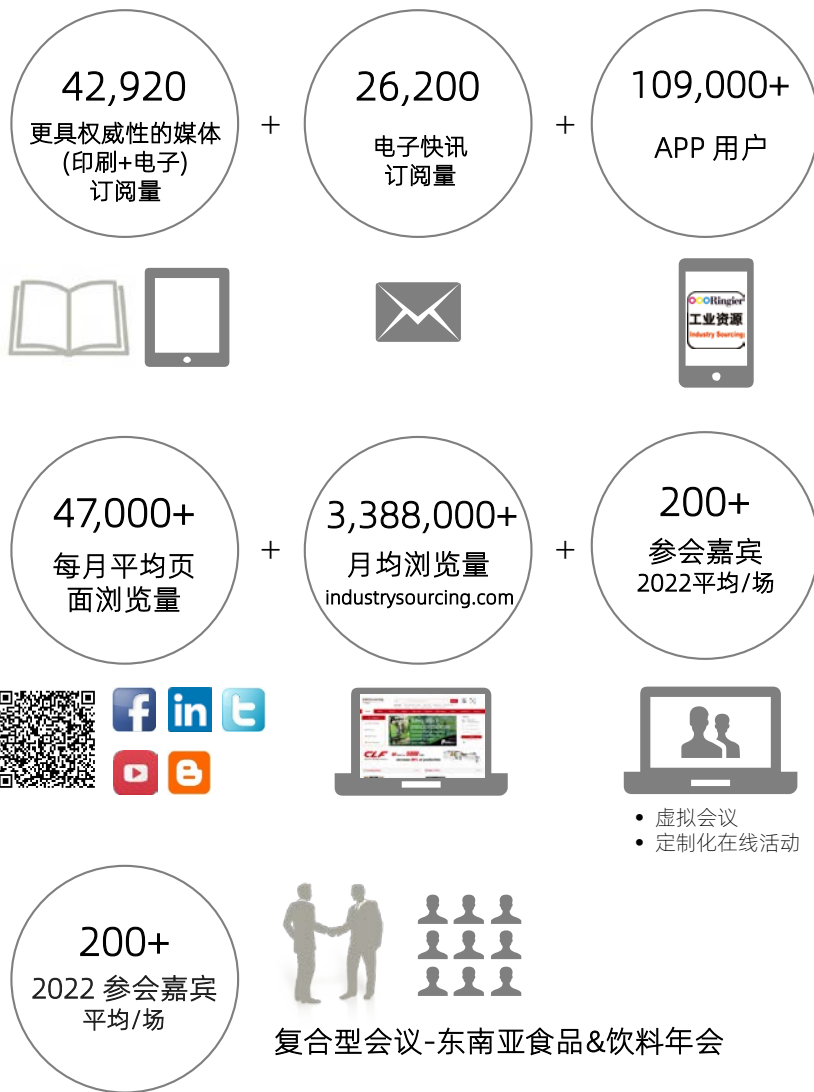 42,920
更具权威性的媒体
(印刷+电子)
订阅量
+
26,200
电子快讯
订阅量
+
109,000+
APP 用户
Ringier
工业资源
Industry Sourcing
47,000+
每月平均页
面浏览量
+
3,388,000+
月均浏览量
industrysourcing.com
+
200+
参会嘉宾
2022平均/场
in
CLF
• 虚拟会议
• 定制化在线活动
200+
2022 参会嘉宾
平均/场
复合型会议-东南亚食品&饮料年会